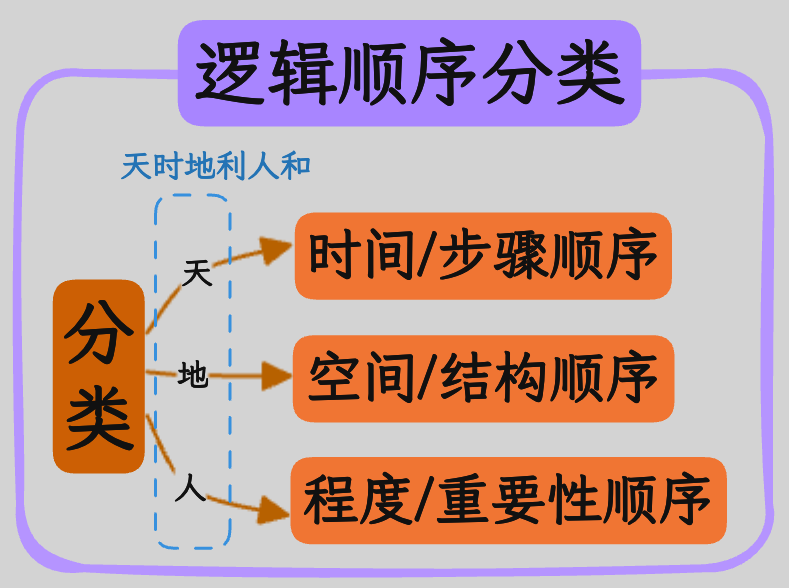 逻辑顺序分类
天时地利人和
分类
天
时间/步骤顺序
地
空间/结构顺序
人
程度/重要性顺序